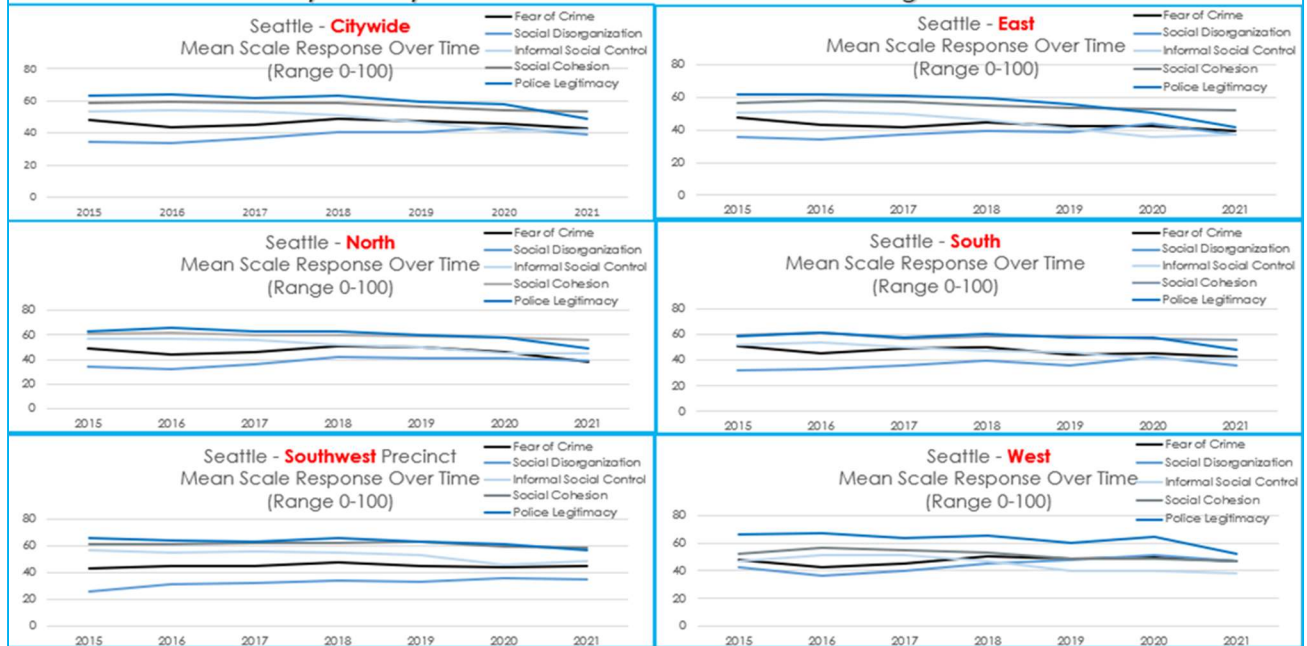 Seattle - Citywide
Mean Scale Response Over Time
(Range 0-100)
Fear of Crime
Social Disorganization
Informal Social Control
Social Cohesion
Police Legitimacy
80
60
40
20
0
2015 2016 2017 2018 2019 2020 2021
Seattle - East
Mean Scale Response Over Time
(Range 0-100)
Fear of Crime
Social Disorganization
Informal Social Control
Social Cohesion
Police Legitimacy
80
60
40
20
0
2015 2016 2017 2018 2019 2020 2021
Seattle - North
Mean Scale Response Over Time
(Range 0-100)
Fear of Crime
Social Disorganization
Informal Social Control
Social Cohesion
Police Legitimacy
80
60
40
20
0
2015 2016 2017 2018 2019 2020 2021
Seattle - South
Mean Scale Response Over Time
(Range 0-100)
Fear of Crime
Social Disorganization
Informal Social Control
Social Cohesion
Police Legitimacy
80
60
40
20
0
2015 2016 2017 2018 2019 2020 2021
Seattle - Southwest Precinct
Mean Scale Response Over Time
(Range 0-100)
Fear of Crime
Social Disorganization
Informal Social Control
Social Cohesion
Police Legitimacy
80
60
40
20
0
2015 2016 2017 2018 2019 2020 2021
Seattle - West
Mean Scale Response Over Time
(Range 0-100)
Fear of Crime
Social Disorganization
Informal Social Control
Social Cohesion
Police Legitimacy
80
60
40
20
0
2015 2016 2017 2018 2019 2020 2021